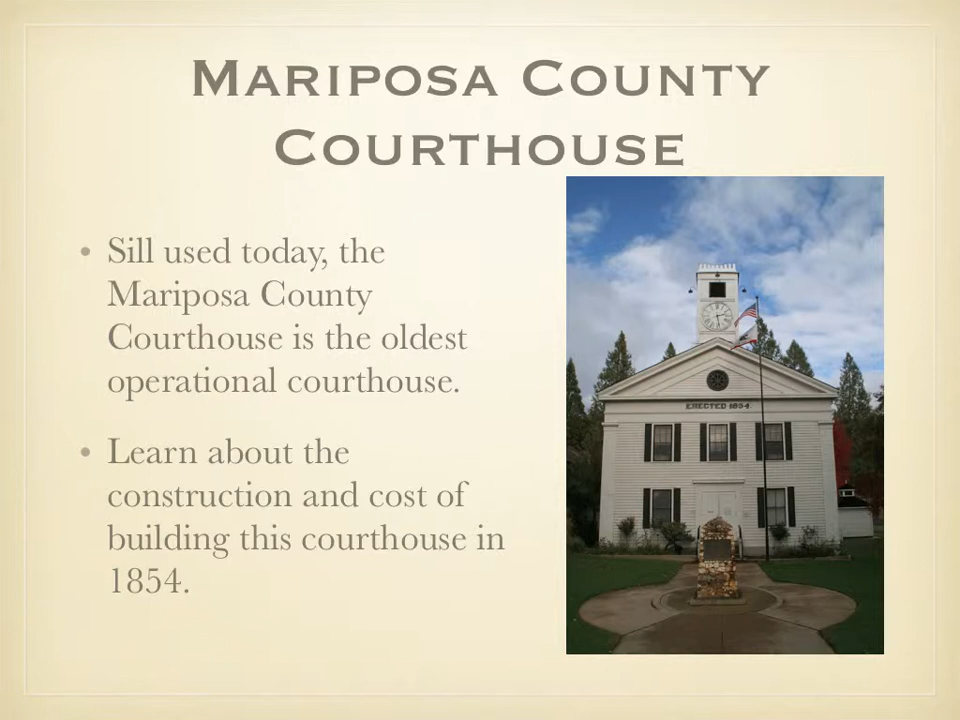 MARIPOSA COUNTY
COURTHOUSE
• Sill used today, the
Mariposa County
Courthouse is the oldest
operational courthouse.
• Learn about the
construction and cost of
building this courthouse in
1854.
ERECTED 1854.